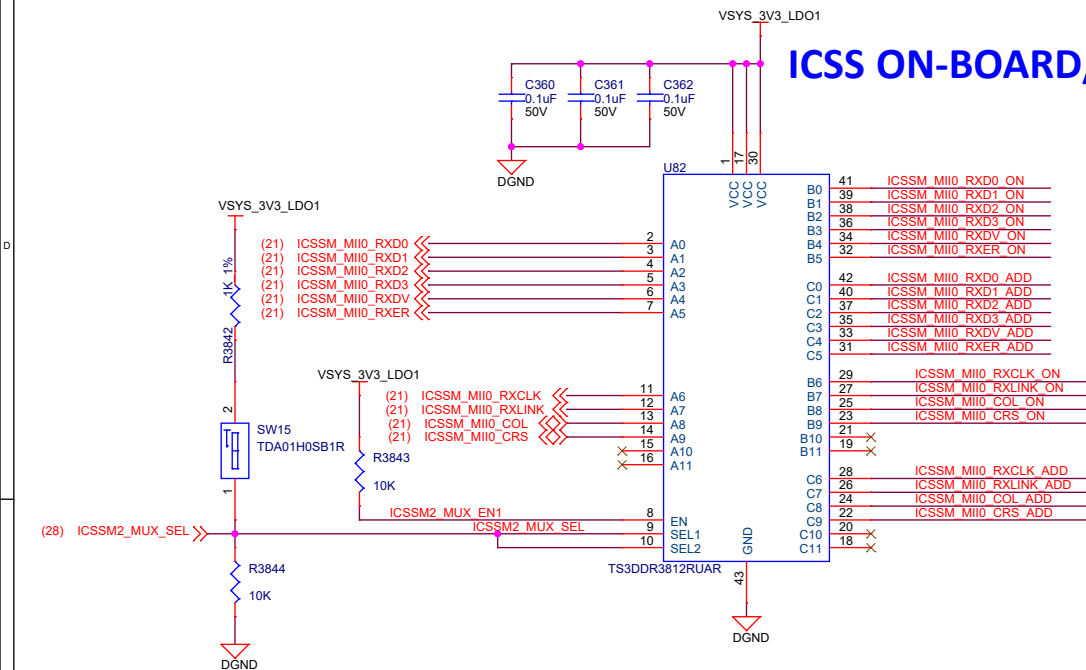 VSYS_3V3_LDO1
ICSS ON-BOARD
C360
0.1uF
50V
C361
0.1uF
50V
C362
0.1uF
50V
DGND
1
17
30
U82
VCC
VCC
VCC
41 ICSSM_MII0_RXD0_ON
B0
39 ICSSM_MII0_RXD1_ON
B1
38 ICSSM_MII0_RXD2_ON
B2
36 ICSSM_MII0_RXD3_ON
B3
34 ICSSM_MII0_RXDV_ON
B4
32 ICSSM_MII0_RXER_ON
B5
VSYS_3V3_LDO1
D
(21) ICSSM_MII0_RXD0 2 A0
(21) ICSSM_MII0_RXD1 3 A1
(21) ICSSM_MII0_RXD2 4 A2
(21) ICSSM_MII0_RXD3 5 A3
(21) ICSSM_MII0_RXDV 6 A4
(21) ICSSM_MII0_RXER 7 A5
42 ICSSM_MII0_RXD0_ADD
C0
40 ICSSM_MII0_RXD1_ADD
C1
37 ICSSM_MII0_RXD2_ADD
C2
35 ICSSM_MII0_RXD3_ADD
C3
33 ICSSM_MII0_RXDV_ADD
C4
31 ICSSM_MII0_RXER_ADD
C5
R3842 1K 1%
VSYS_3V3_LDO1
(21) ICSSM_MII0_RXCLK 11 A6
(21) ICSSM_MII0_RXLINK 12 A7
(21) ICSSM_MII0_COL 13 A8
(21) ICSSM_MII0_CRS 14 A9
15 A10
16 A11
29 ICSSM_MII0_RXCLK_ON
B6
27 ICSSM_MII0_RXLINK_ON
B7
25 ICSSM_MII0_COL_ON
B8
23 ICSSM_MII0_CRS_ON
B9
21
B10
19
B11
2
SW15
TDA01H0SB1R
1
R3843
10K
28 ICSSM_MII0_RXCLK_ADD
C6
26 ICSSM_MII0_RXLINK_ADD
C7
24 ICSSM_MII0_COL_ADD
C8
22 ICSSM_MII0_CRS_ADD
C9
20
C10
18
C11
ICSSM2_MUX_EN1 8 EN
(28) ICSSM2_MUX_SEL
ICSSM2_MUX_SEL 9 SEL1
10 SEL2
GND
TS3DDR3812RUAR
43
R3844
10K
DGND
DGND